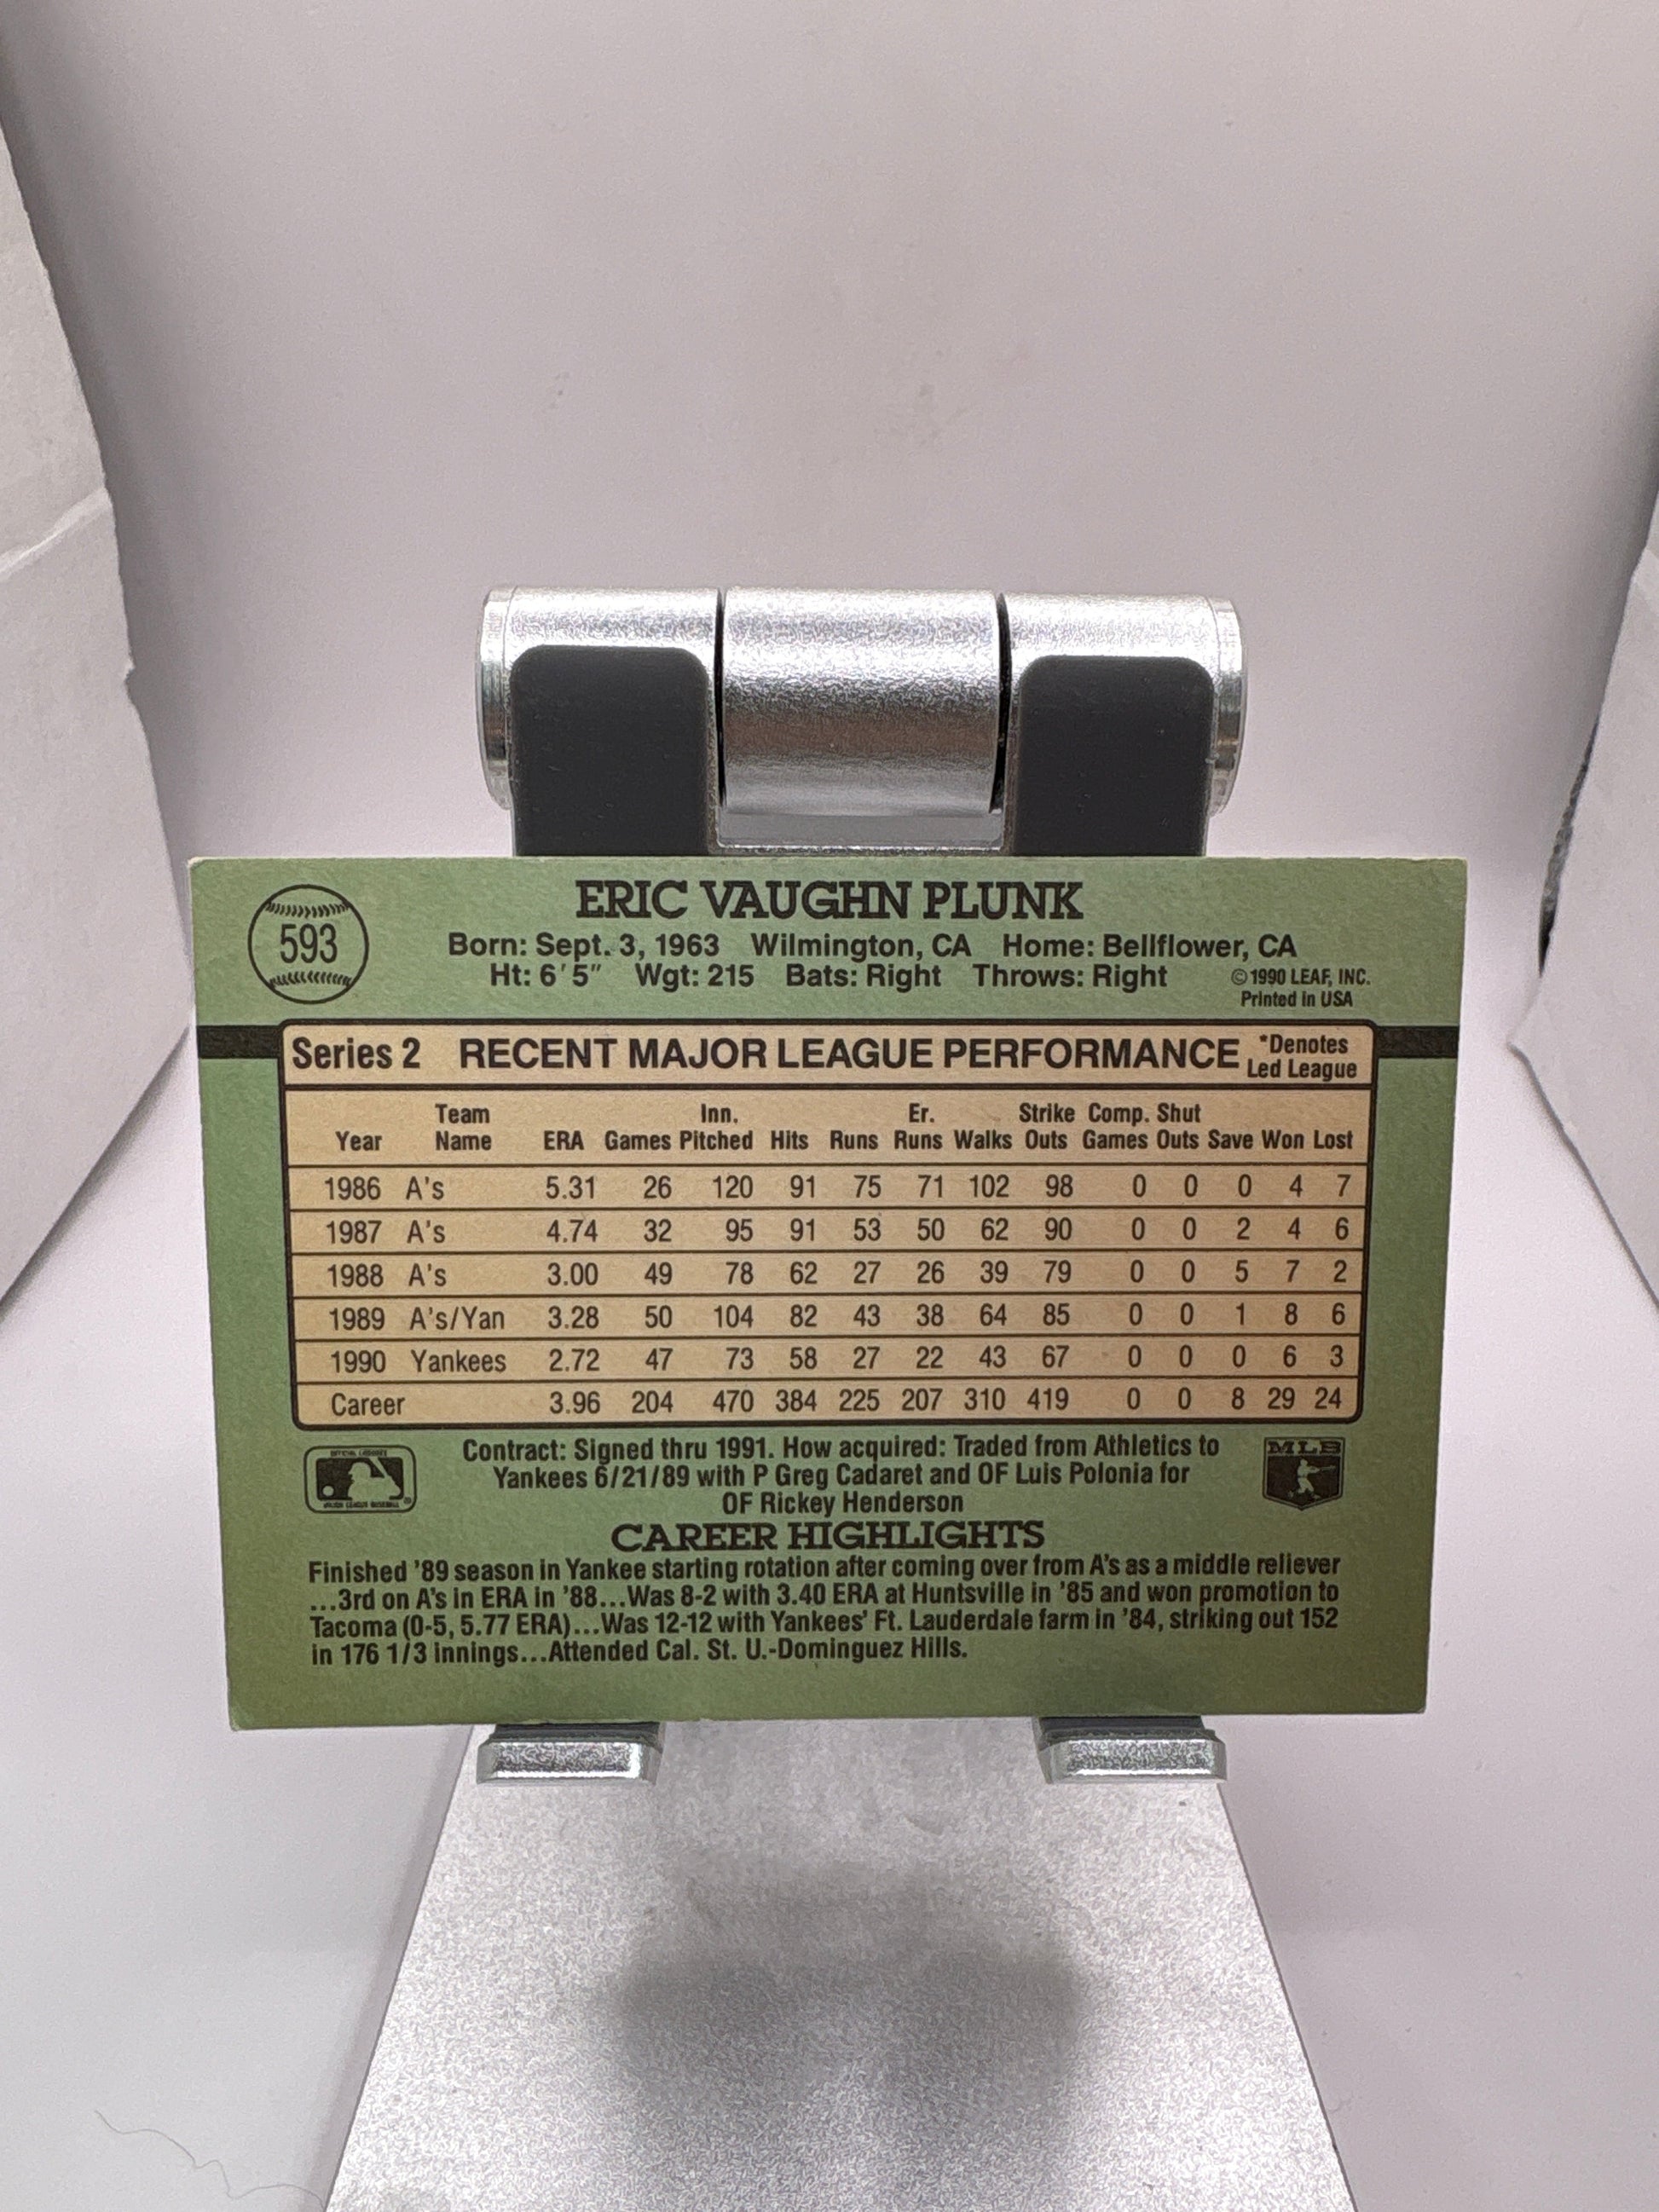 593
ERIC VAUGHN PLUNK
Born: Sept. 3, 1963 Wilmington, CA Home: Bellflower, CA
Ht: 6'5" Wgt: 215 Bats: Right Throws: Right
©1990 LEAF, INC.
Printed in USA
Series 2 RECENT MAJOR LEAGUE PERFORMANCE *Denotes
Led League
Team Inn. Er. Strike Comp. Shut
Year Name ERA Games Pitched Hits Runs Runs Walks Outs Games Outs Save Won Lost
1986 A's 5.31 26 120 91 75 71 102 98 0 0 0 4 7
1987 A's 4.74 32 95 91 53 50 62 90 0 0 2 4 6
1988 A's 3.00 49 78 62 27 26 39 79 0 0 5 7 2
1989 A's/Yan 3.28 50 104 82 43 38 64 85 0 0 1 8 6
1990 Yankees 2.72 47 73 58 27 22 43 67 0 0 0 6 3
Career 3.96 204 470 384 225 207 310 419 0 0 8 29 24
OFFICIAL LICENSEE
MAJOR LEAGUE BASEBALL
MLB
Contract: Signed thru 1991. How acquired: Traded from Athletics to
Yankees 6/21/89 with P Greg Cadaret and OF Luis Polonia for
OF Rickey Henderson
CAREER HIGHLIGHTS
Finished '89 season in Yankee starting rotation after coming over from A's as a middle reliever
...3rd on A's in ERA in '88...Was 8-2 with 3.40 ERA at Huntsville in '85 and won promotion to
Tacoma (0-5, 5.77 ERA)...Was 12-12 with Yankees' Ft. Lauderdale farm in '84, striking out 152
in 176 1/3 innings...Attended Cal. St. U.-Dominguez Hills.